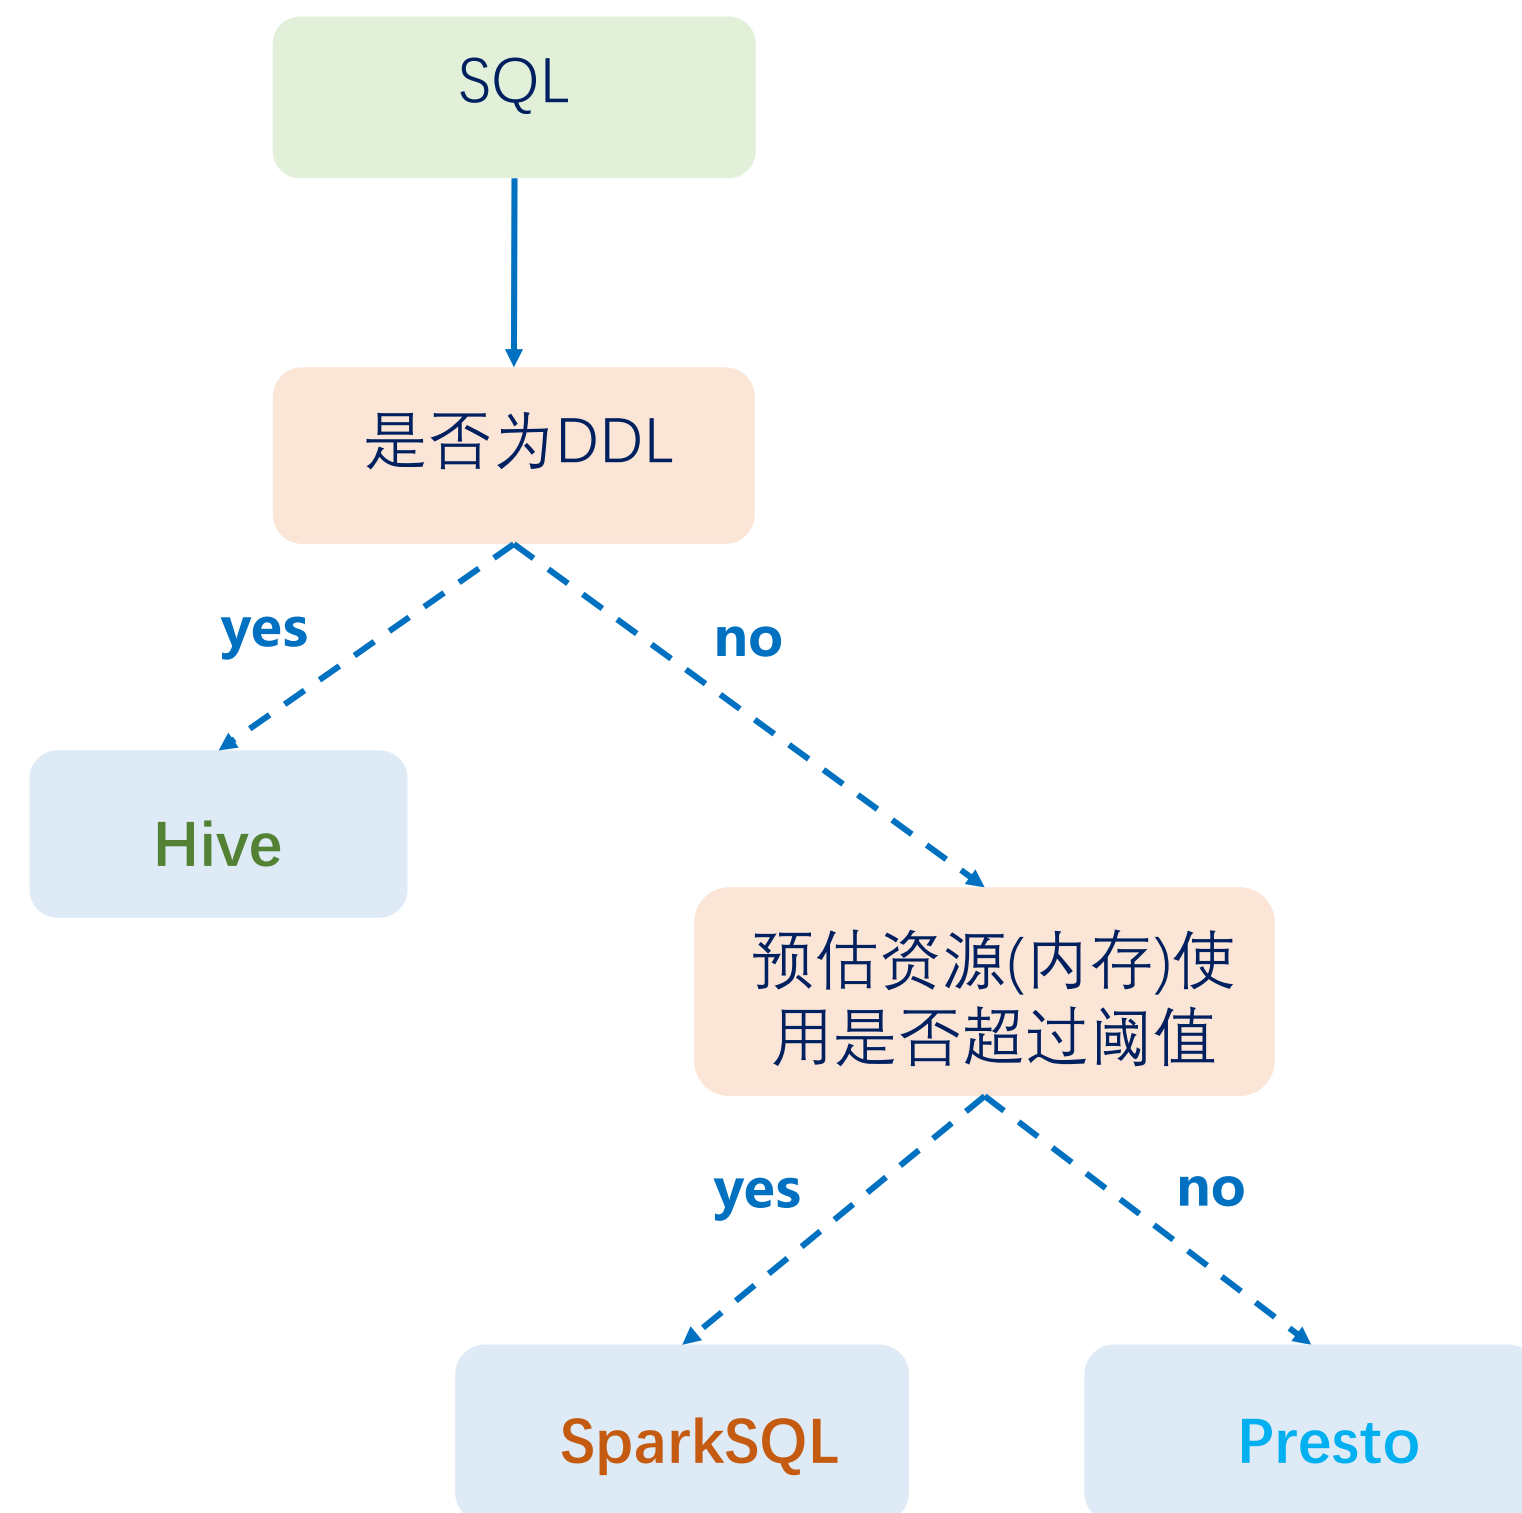 SQL
是否为DDL
yes
no
Hive
预估资源(内存)使
用是否超过阈值
yes
no
SparkSQL
Presto